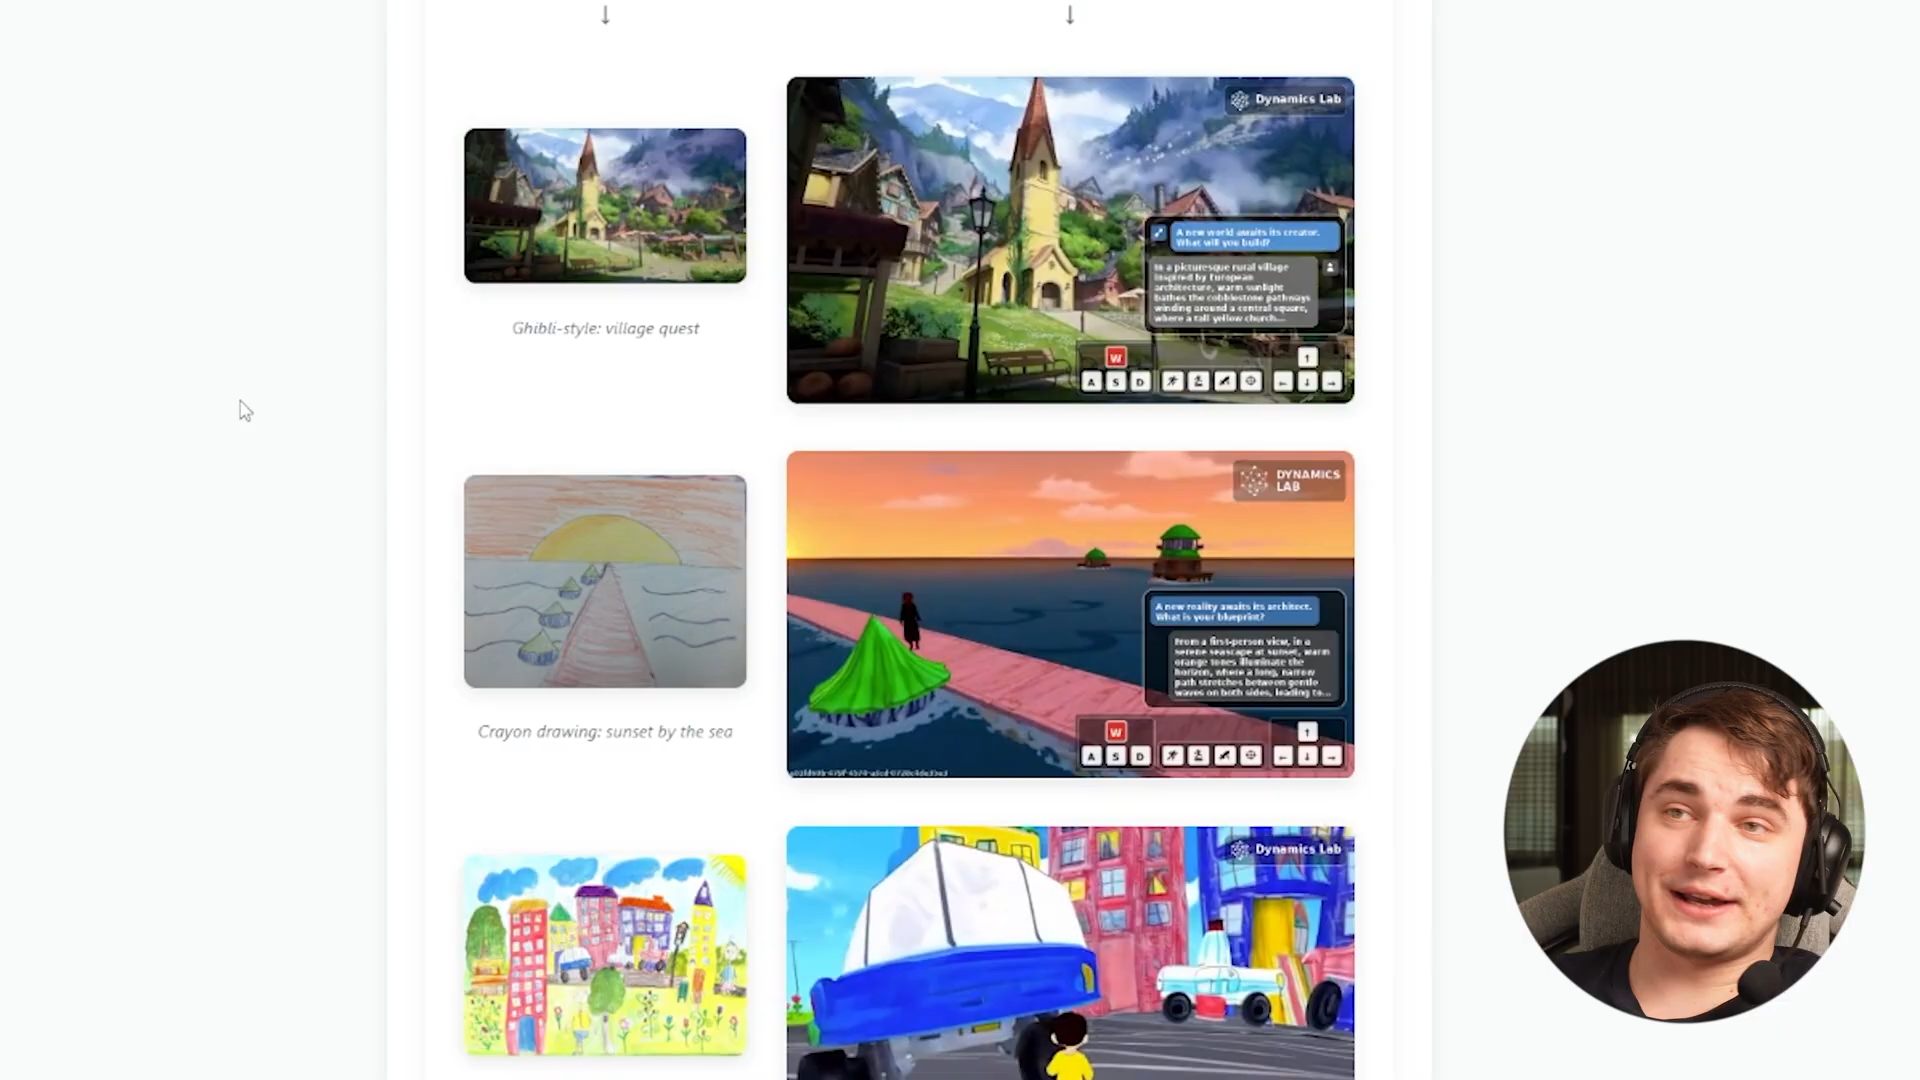 ↓ ↓
Dynamics Lab
A new world awaits its creator.
What will you build?
In a picturesque rural village
inspired by European
architecture, warm sunlight
bathes the cobblestone pathways
winding around a central square,
where a tall yellow church...
W ↑
A S D ← ↓ →
Ghibli-style: village quest
DYNAMICS
LAB
A new reality awaits its architect.
What is your blueprint?
From a first-person view, in a
serene seascape at sunset, warm
orange tones illuminate the
horizon, where a long, narrow
path stretches between gentle
waves on both sides, leading to...
W ↑
A S D ← ↓ →
Crayon drawing: sunset by the sea
Dynamics Lab